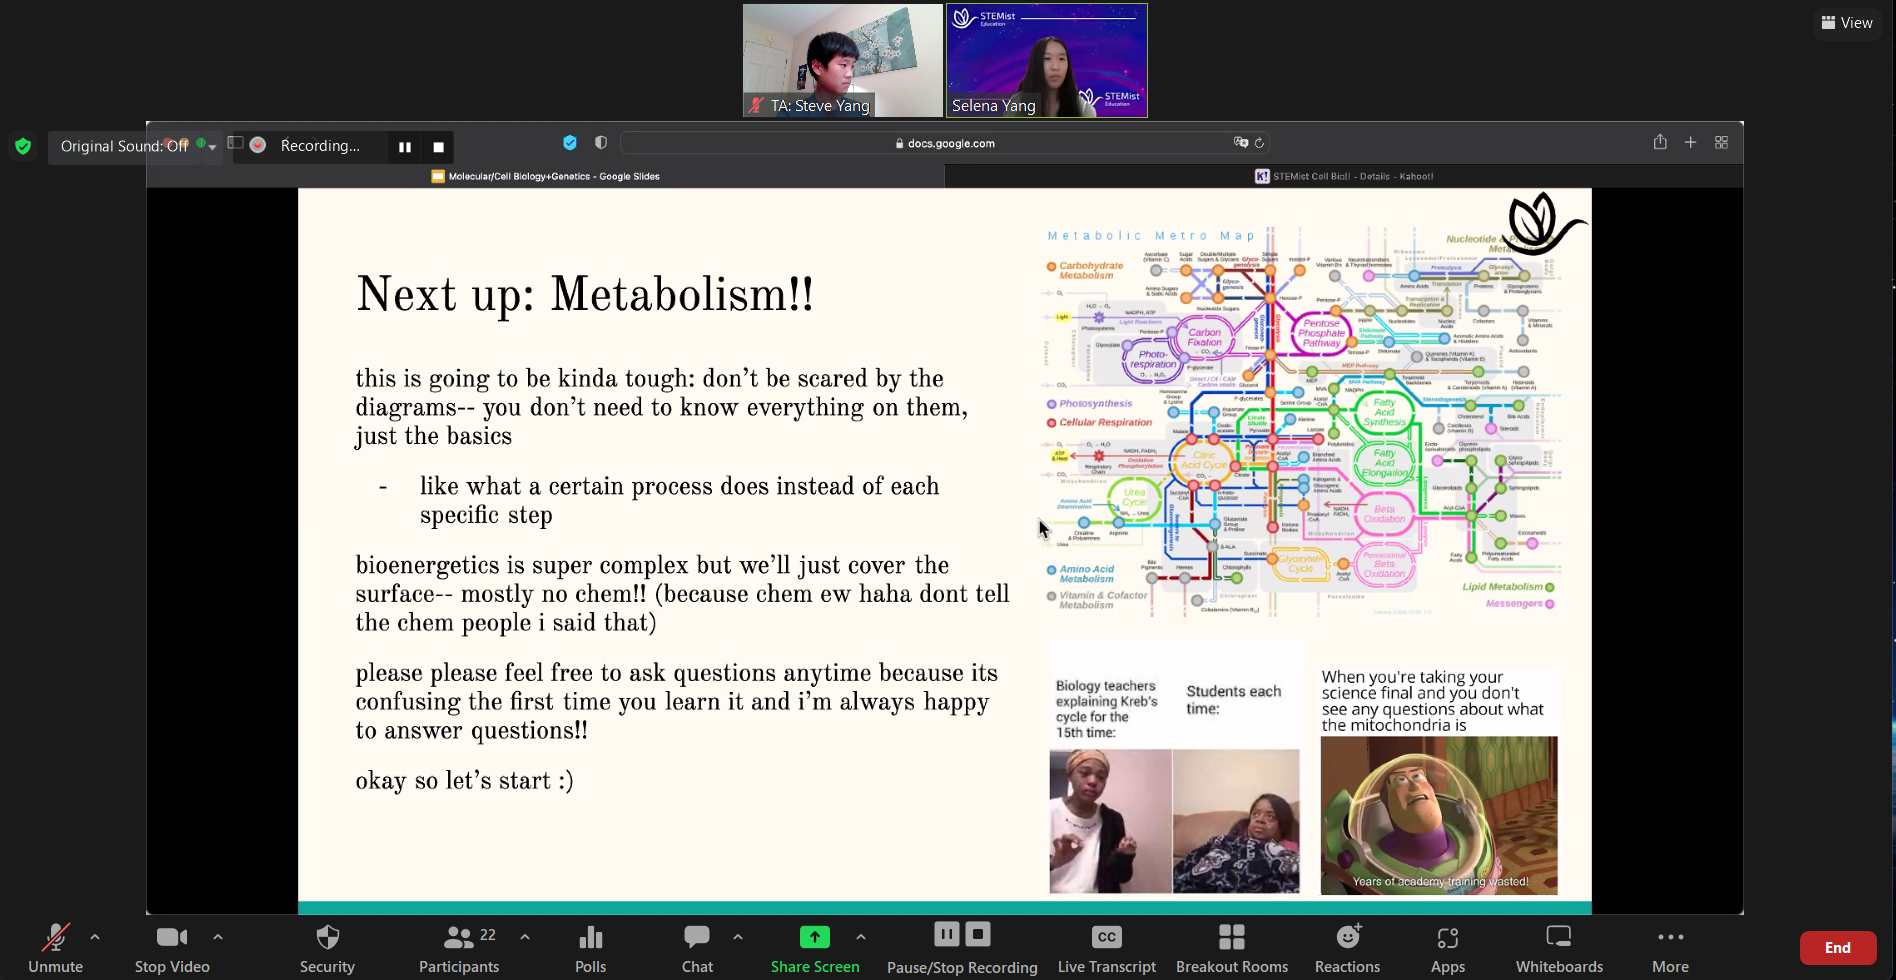 STEMist
Education
STEMist
Education
TA: Steve Yang
Selena Yang
View
Original Sound: Off
Recording...
docs.google.com
Molecular/Cell Biology+Genetics - Google Slides
STEMist Cell Bio!! - Details - Kahoot!
Next up: Metabolism!!
this is going to be kinda tough: don't be scared by the
diagrams-- you don't need to know everything on them,
just the basics
- like what a certain process does instead of each
specific step
bioenergetics is super complex but we'll just cover the
surface-- mostly no chem!! (because chem ew haha dont tell
the chem people i said that)
please please feel free to ask questions anytime because its
confusing the first time you learn it and i'm always happy
to answer questions!!
okay so let's start :)
Metabolic Metro Map
Carbohydrate
Metabolism
Light
Light Reactions
Carbon
Fixation
Photo-
respiration
Pentose
Phosphate
Pathway
Photosynthesis
Cellular Respiration
Citric
Acid Cycle
Urea
Cycle
Fatty
Acid
Synthesis
Fatty
Acid
Elongation
Beta
Oxidation
Peroxisomal
Beta
Oxidation
Glyoxylate
Cycle
Amino Acid
Metabolism
Vitamin & Cofactor
Metabolism
Lipid Metabolism
Messengers
Biology teachers
explaining Kreb's
cycle for the
15th time:
Students each
time:
When you're taking your
science final and you don't
see any questions about what
the mitochondria is
Years of academy training wasted!
Unmute
Stop Video
Security
Participants
22
Polls
Chat
Share Screen
Pause/Stop Recording
CC
Live Transcript
Breakout Rooms
Reactions
Apps
Whiteboards
More
End